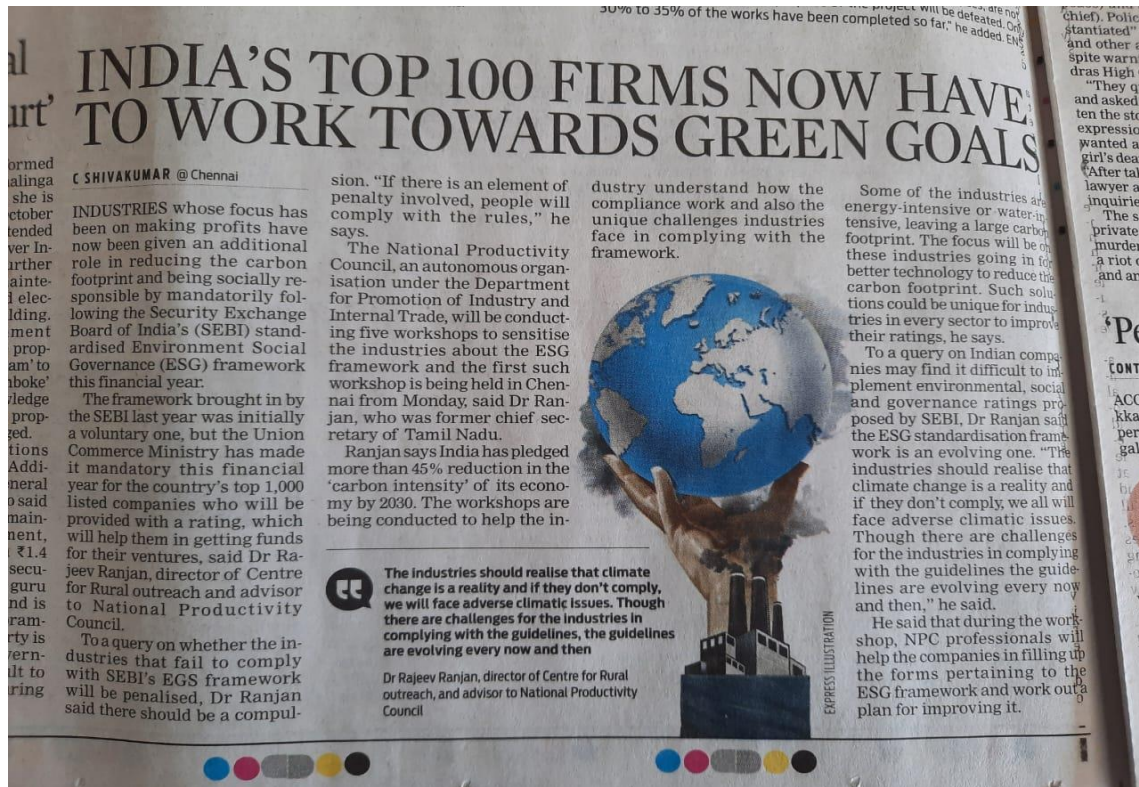 30% to 35% of the works have been completed so far," he added. ENS
project will be defeated. Only
INDIA'S TOP 100 FIRMS NOW HAVE
TO WORK TOWARDS GREEN GOALS
C SHIVAKUMAR @ Chennai
INDUSTRIES whose focus has
been on making profits have
now been given an additional
role in reducing the carbon
footprint and being socially re-
sponsible by mandatorily fol-
lowing the Security Exchange
Board of India's (SEBI) stand-
ardised Environment Social
Governance (ESG) framework
this financial year.
The framework brought in by
the SEBI last year was initially
a voluntary one, but the Union
Commerce Ministry has made
it mandatory this financial
year for the country's top 1,000
listed companies who will be
provided with a rating, which
will help them in getting funds
for their ventures, said Dr Ra-
jeev Ranjan, director of Centre
for Rural outreach and advisor
to National Productivity
Council.
To a query on whether the in-
dustries that fail to comply
with SEBI's EGS framework
will be penalised, Dr Ranjan
said there should be a compul-
sion. "If there is an element of
penalty involved, people will
comply with the rules," he
says.
The National Productivity
Council, an autonomous organ-
isation under the Department
for Promotion of Industry and
Internal Trade, will be conduct-
ing five workshops to sensitise
the industries about the ESG
framework and the first such
workshop is being held in Chen-
nai from Monday, said Dr Ran-
jan, who was former chief sec-
retary of Tamil Nadu.
Ranjan says India has pledged
more than 45% reduction in the
'carbon intensity' of its econo-
my by 2030. The workshops are
being conducted to help the in-
dustry understand how the
compliance work and also the
unique challenges industries
face in complying with the
framework.
The industries should realise that climate
change is a reality and if they don't comply,
we will face adverse climatic issues. Though
there are challenges for the industries in
complying with the guidelines, the guidelines
are evolving every now and then
Dr Rajeev Ranjan, director of Centre for Rural
outreach, and advisor to National Productivity
Council
EXPRESS ILLUSTRATION
Some of the industries are
energy-intensive or water-in-
tensive, leaving a large carbon
footprint. The focus will be on
these industries going in for
better technology to reduce the
carbon footprint. Such solu-
tions could be unique for indus-
tries in every sector to improve
their ratings, he says.
To a query on Indian compa-
nies may find it difficult to im-
plement environmental, social
and governance ratings pro-
posed by SEBI, Dr Ranjan said
the ESG standardisation frame-
work is an evolving one. "The
industries should realise that
climate change is a reality and
if they don't comply, we all will
face adverse climatic issues.
Though there are challenges
for the industries in complying
with the guidelines the guide-
lines are evolving every now
and then," he said.
He said that during the work-
shop, NPC professionals will
help the companies in filling up
the forms pertaining to the
ESG framework and work out a
plan for improving it.